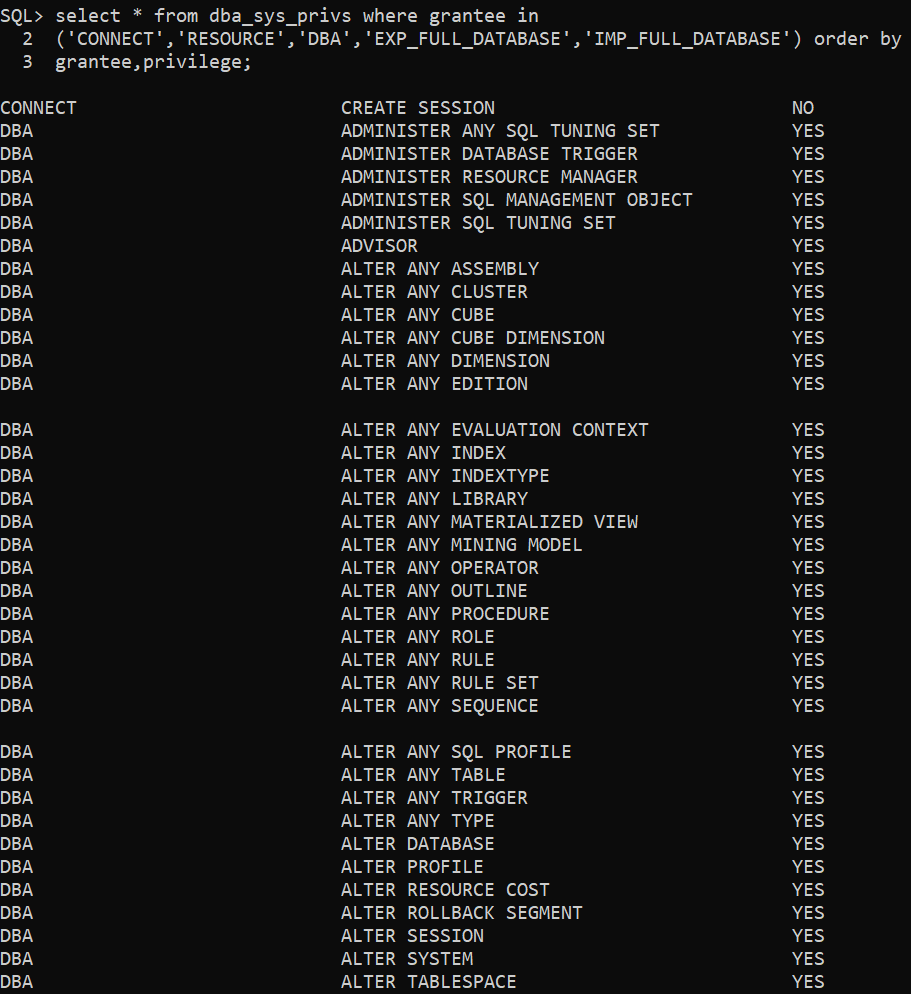 SQL> select * from dba_sys_privs where grantee in
2 ('CONNECT','RESOURCE','DBA','EXP_FULL_DATABASE','IMP_FULL_DATABASE') order by
3 grantee,privilege;
CONNECT CREATE SESSION NO
DBA ADMINISTER ANY SQL TUNING SET YES
DBA ADMINISTER DATABASE TRIGGER YES
DBA ADMINISTER RESOURCE MANAGER YES
DBA ADMINISTER SQL MANAGEMENT OBJECT YES
DBA ADMINISTER SQL TUNING SET YES
DBA ADVISOR YES
DBA ALTER ANY ASSEMBLY YES
DBA ALTER ANY CLUSTER YES
DBA ALTER ANY CUBE YES
DBA ALTER ANY CUBE DIMENSION YES
DBA ALTER ANY DIMENSION YES
DBA ALTER ANY EDITION YES
DBA ALTER ANY EVALUATION CONTEXT YES
DBA ALTER ANY INDEX YES
DBA ALTER ANY INDEXTYPE YES
DBA ALTER ANY LIBRARY YES
DBA ALTER ANY MATERIALIZED VIEW YES
DBA ALTER ANY MINING MODEL YES
DBA ALTER ANY OPERATOR YES
DBA ALTER ANY OUTLINE YES
DBA ALTER ANY PROCEDURE YES
DBA ALTER ANY ROLE YES
DBA ALTER ANY RULE YES
DBA ALTER ANY RULE SET YES
DBA ALTER ANY SEQUENCE YES
DBA ALTER ANY SQL PROFILE YES
DBA ALTER ANY TABLE YES
DBA ALTER ANY TRIGGER YES
DBA ALTER ANY TYPE YES
DBA ALTER DATABASE YES
DBA ALTER PROFILE YES
DBA ALTER RESOURCE COST YES
DBA ALTER ROLLBACK SEGMENT YES
DBA ALTER SESSION YES
DBA ALTER SYSTEM YES
DBA ALTER TABLESPACE YES